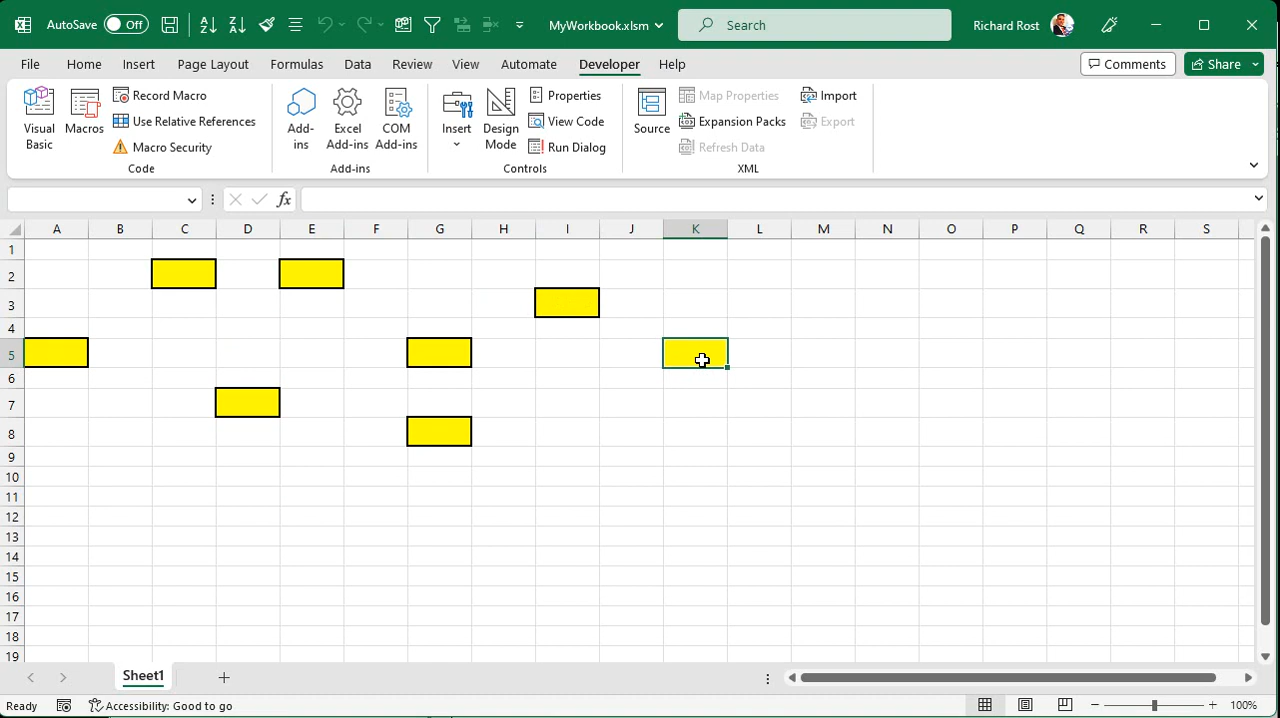 AutoSave Off MyWorkbook.xlsm Search Richard Rost
File Home Insert Page Layout Formulas Data Review View Automate Developer Help Comments Share
Visual Basic
Macros
Record Macro
Use Relative References
Macro Security
Code
Add-ins
Excel Add-ins
COM Add-ins
Add-ins
Insert
Design Mode
Properties
View Code
Run Dialog
Controls
Source
Map Properties
Expansion Packs
Refresh Data
Import
Export
XML
fx
A B C D E F G H I J K L M N O P Q R S
1
2
3
4
5
6
7
8
9
10
11
12
13
14
15
16
17
18
19
Sheet1
Ready Accessibility: Good to go 100%